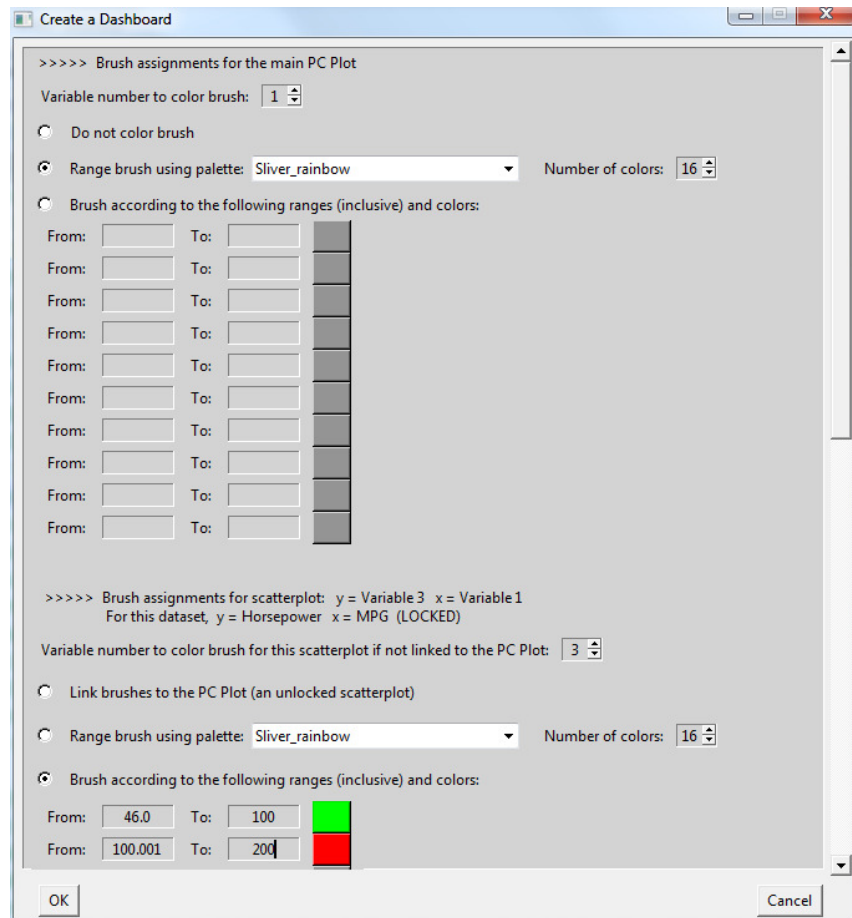 Create a Dashboard
>>>>> Brush assignments for the main PC Plot
Variable number to color brush: 1
Do not color brush
Range brush using palette: Sliver_rainbow Number of colors: 16
Brush according to the following ranges (inclusive) and colors:
From: To:
From: To:
From: To:
From: To:
From: To:
From: To:
From: To:
From: To:
From: To:
From: To:
>>>>> Brush assignments for scatterplot: y = Variable 3 x = Variable 1
For this dataset, y = Horsepower x = MPG (LOCKED)
Variable number to color brush for this scatterplot if not linked to the PC Plot: 3
Link brushes to the PC Plot (an unlocked scatterplot)
Range brush using palette: Sliver_rainbow Number of colors: 16
Brush according to the following ranges (inclusive) and colors:
From: 46.0 To: 100
From: 100.001 To: 200
OK Cancel